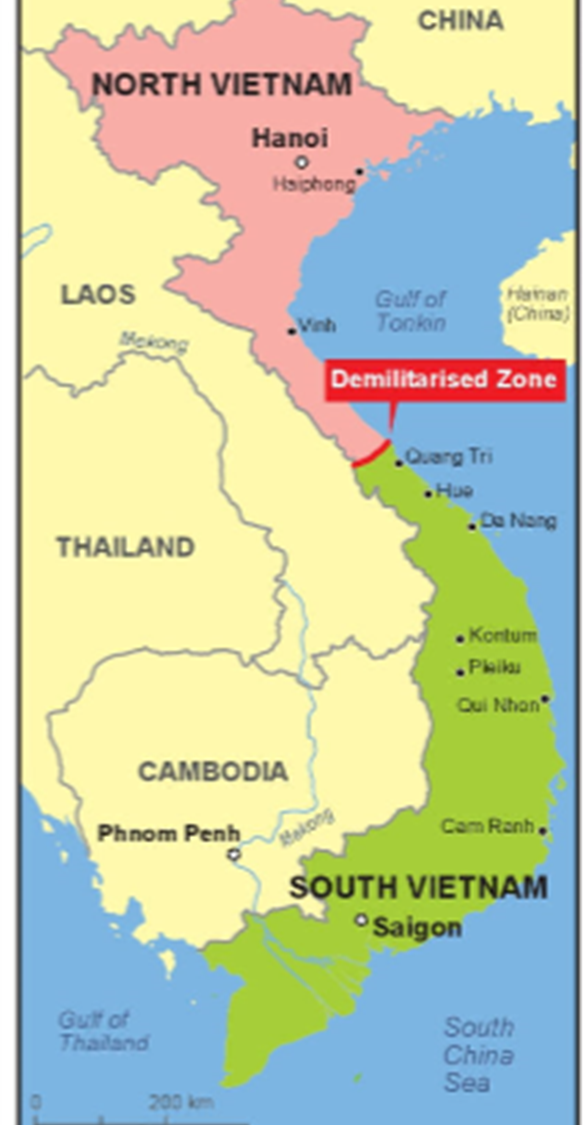 CHINA
NORTH VIETNAM
Hanoi
Haiphong
LAOS
Gulf of
Tonkin
Hainan
(China)
Vinh
Mekong
Demilitarised Zone
Quang Tri
Hue
Da Nang
THAILAND
Kontum
Pleiku
Qui Nhon
CAMBODIA
Mekong
Cam Ranh
Phnom Penh
SOUTH VIETNAM
Saigon
Gulf of
Thailand
South
China
Sea
0 200 km